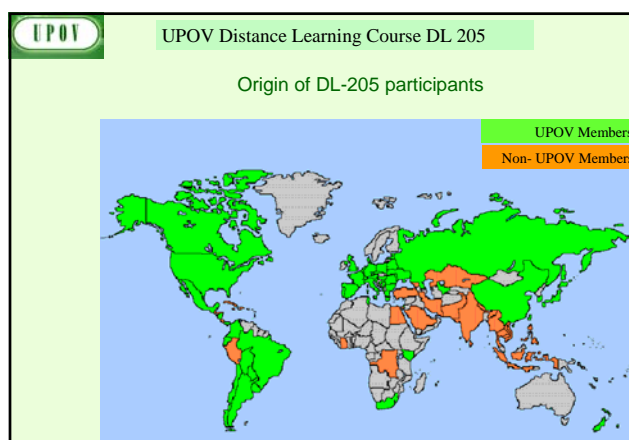 UPOV
UPOV Distance Learning Course DL 205
Origin of DL-205 participants
UPOV Members
Non- UPOV Members